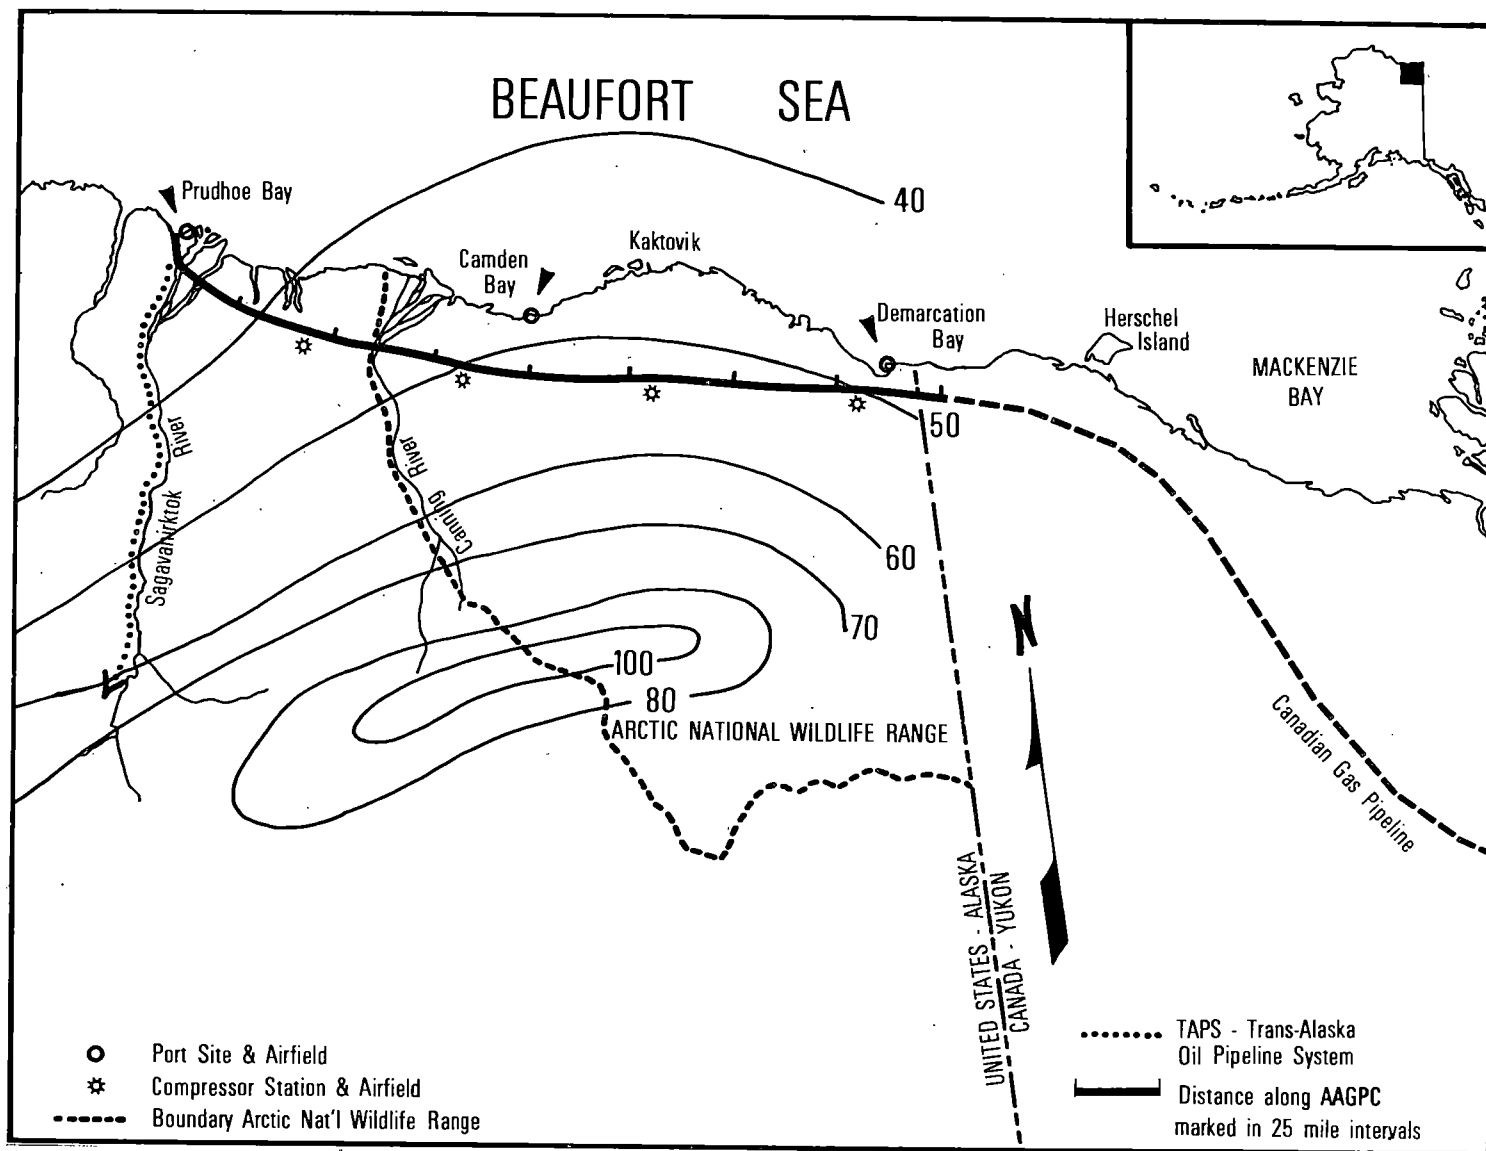 BEAUFORT SEA
Prudhoe Bay
40
Kaktovik
Camden
Bay
Demarcation
Bay
Herschel
Island
MACKENZIE
BAY
50
River
Sagavanirktok
River
Canning
60
70
N
100
80
ARCTIC NATIONAL WILDLIFE RANGE
Canadian Gas Pipeline
UNITED STATES - ALASKA
CANADA - YUKON
Port Site & Airfield
Compressor Station & Airfield
Boundary Arctic Nat'l Wildlife Range
TAPS - Trans-Alaska
Oil Pipeline System
Distance along AAGPC
marked in 25 mile intervals